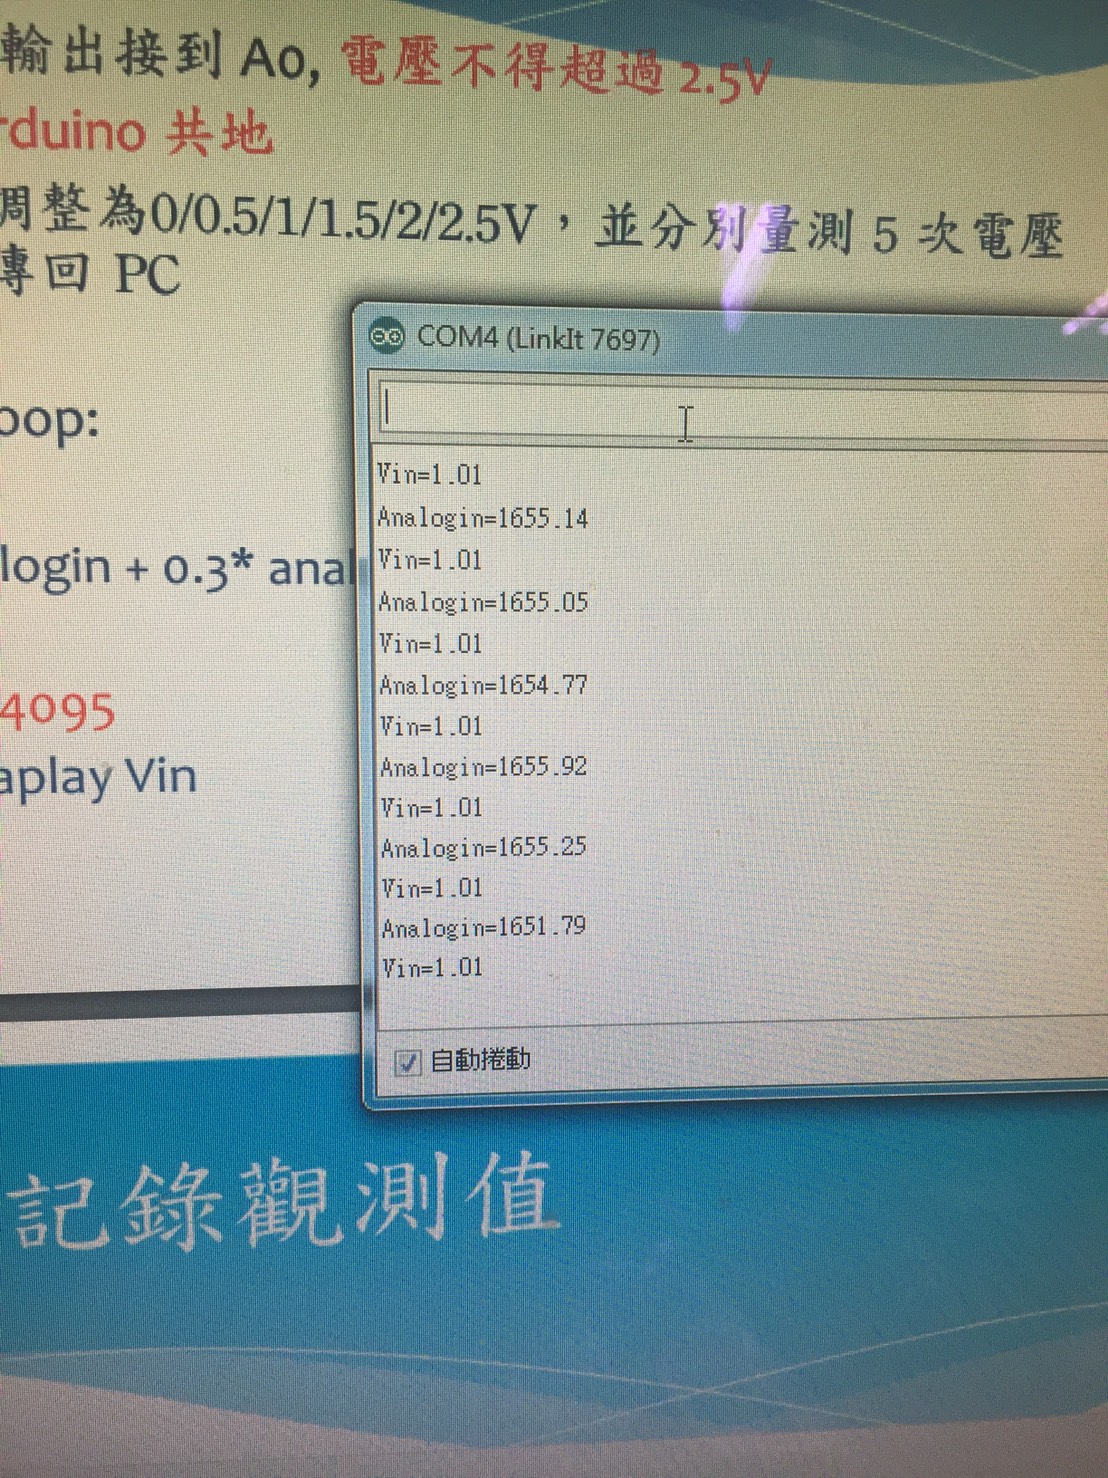 輸出接到 A0, 電壓不得超過 2.5V
rduino 共地
調整為0/0.5/1/1.5/2/2.5V，並分別量測 5 次電壓
專回 PC
oop:
login + 0.3* anal
4095
aplay Vin
COM4 (LinkIt 7697)
Vin=1.01
Analogin=1655.14
Vin=1.01
Analogin=1655.05
Vin=1.01
Analogin=1654.77
Vin=1.01
Analogin=1655.92
Vin=1.01
Analogin=1655.25
Vin=1.01
Analogin=1651.79
Vin=1.01
自動捲動
記錄觀測值